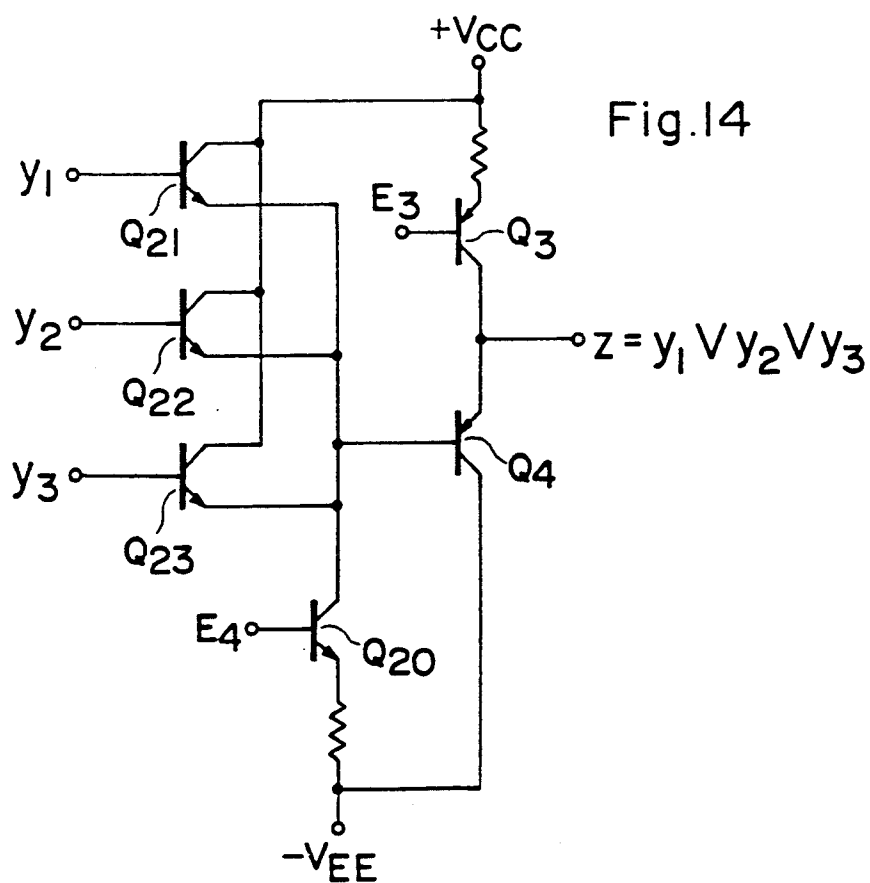 +VCC
Fig.14
y1
Q21
E3
Q3
y2
Q22
z = y1 ∨ y2 ∨ y3
y3
Q23
Q4
E4
Q20
-VEE